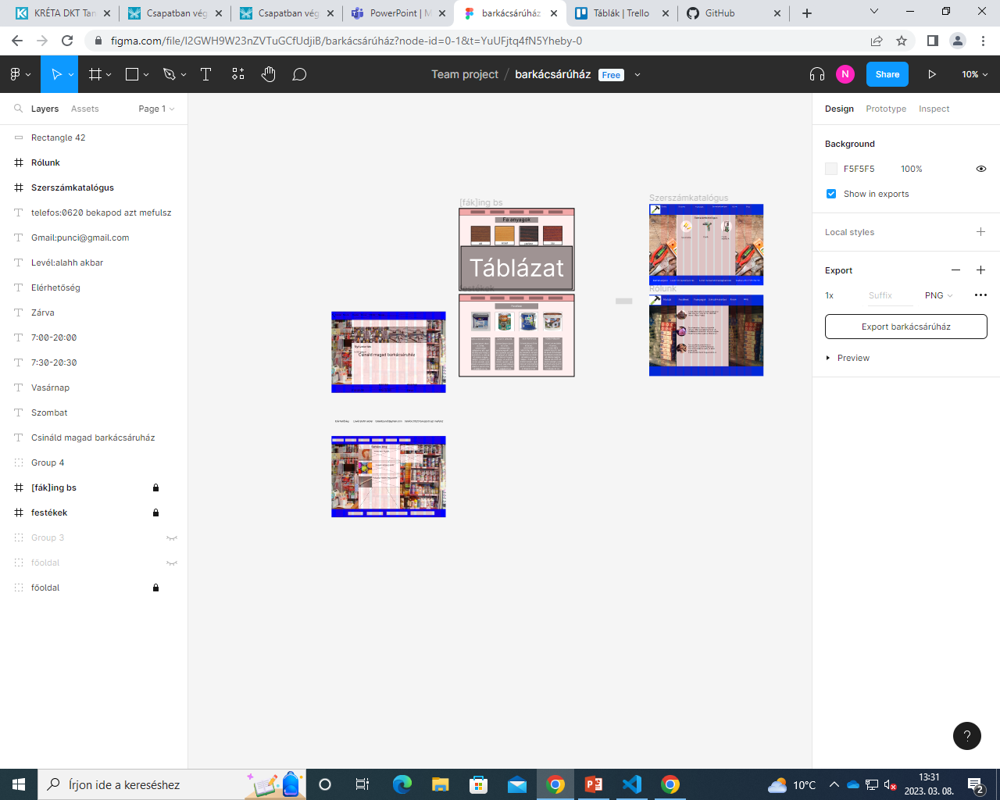 KRÉTA DKT Tan
Csapatban vég
Csapatban vég
PowerPoint | M
barkácsárúház
Táblák | Trello
GitHub
figma.com/file/I2GWH9W23nZVTuGCfUdjiB/barkácsárúház?node-id=0-1&t=YuUFjtq4fN5Yheby-0
Team project / barkácsárúház Free
N
Share
10%
Layers Assets Page 1
Rectangle 42
Rólunk
Szerszámkatalógus
telefos:0620 bekapod azt mefulsz
Gmail:punci@gmail.com
Levél:alahh akbar
Elérhetőség
Zárva
7:00-20:00
7:30-20:30
Vasárnap
Szombat
Csináld magad barkácsáruház
Group 4
[fák]ing bs
festékek
Group 3
főoldal
főoldal
[fák]ing bs
Fa anyagok
Táblázat
festékek
Szerszámkatalógus
Rólunk
Nyitvatartás
Csináld magad barkácsáruház
Design Prototype Inspect
Background
F5F5F5 100%
Show in exports
Local styles
Export
1x Suffix PNG
Export barkácsárúház
Preview
?
Írjon ide a kereséshez
10°C
13:31
2023. 03. 08.
2